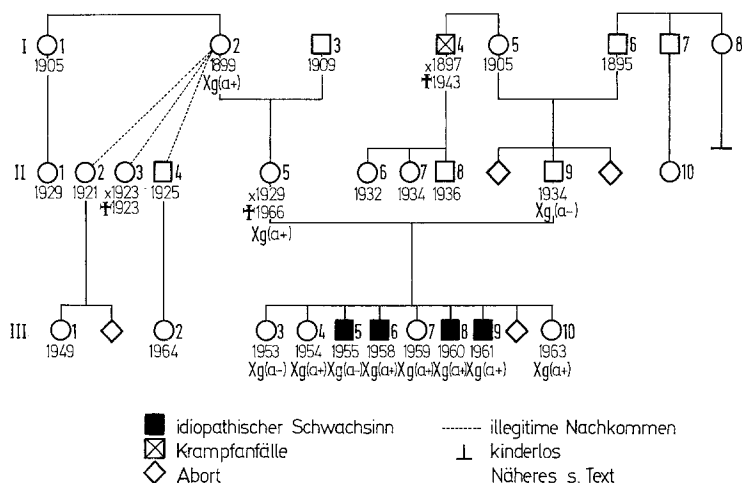 I 1 2 3 4 5 6 7 8
1905 1899 1909 x1897 1905 1895
Xg(a+) ✝1943
II 1 2 3 4 5 6 7 8 9 10
1929 1921 x1923 1925 x1929 1932 1934 1936 1934
✝1923 ✝1966 Xg(a-)
Xg(a+)
III 1 2 3 4 5 6 7 8 9 10
1949 1964 1953 1954 1955 1958 1959 1960 1961 1963
Xg(a-) Xg(a+) Xg(a-) Xg(a+) Xg(a+) Xg(a+) Xg(a+) Xg(a+)
idiopathischer Schwachsinn illegitime Nachkommen
Krampfanfälle kinderlos
Abort Näheres s. Text